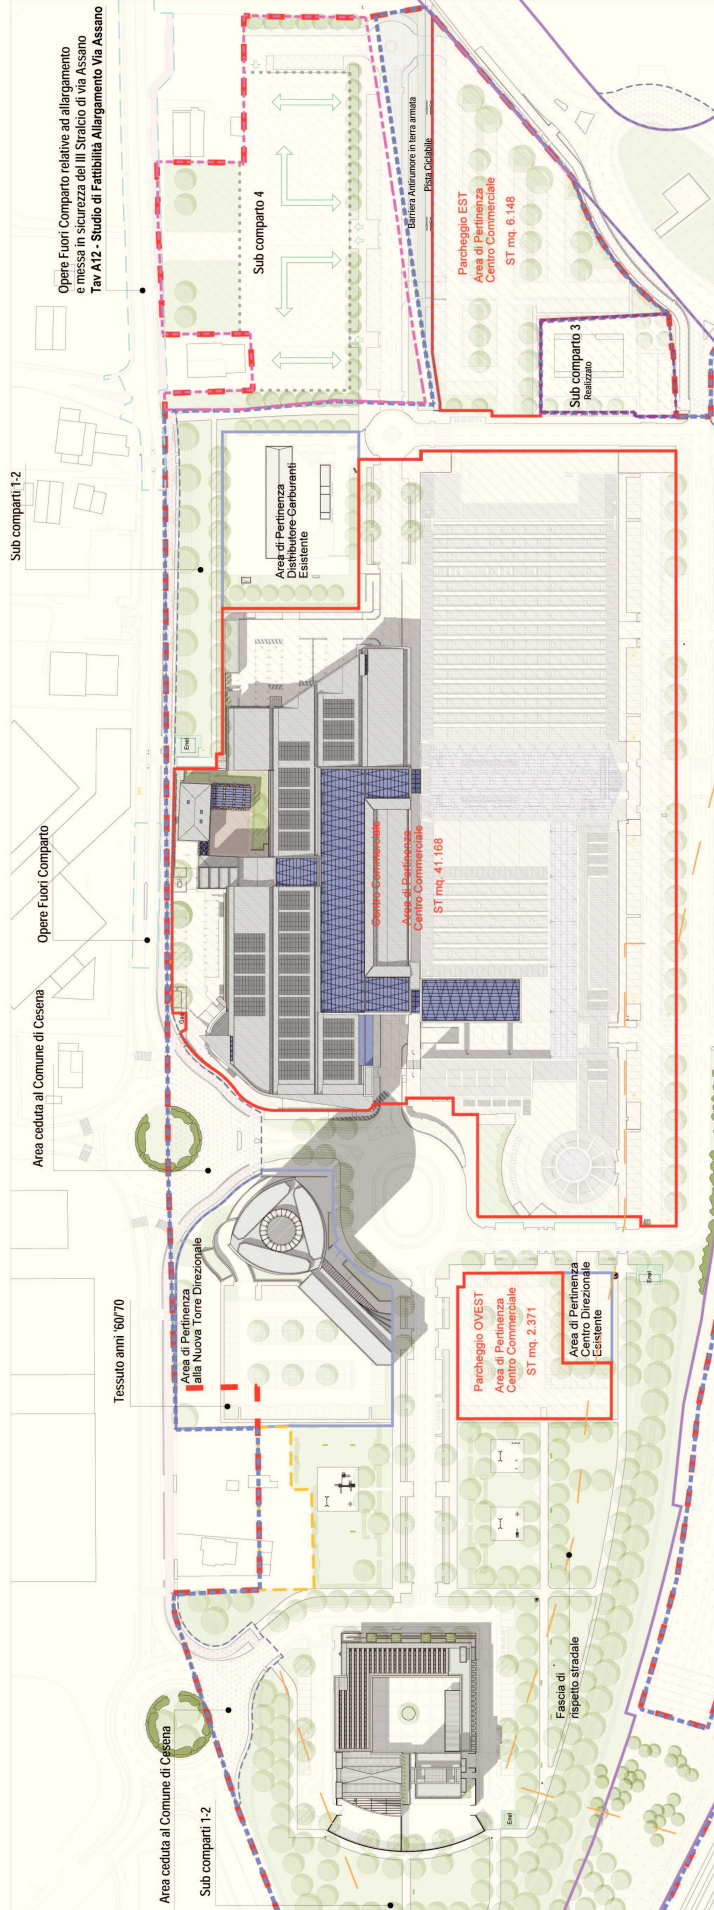 Opere Fuori Comparto relative ad allargamento
e messa in sicurezza del III Stralcio di via Assano
Tav A12 - Studio di Fattibilità Allargamento Via Assano
Sub comparto 4
Barriera Antirumore in terra armata
Pista Ciclabile
Parcheggio EST
Area di Pertinenza
Centro Commerciale
ST mq. 6.148
Sub comparto 3
Realizzato
Sub comparti 1-2
Area di Pertinenza
Distributore Carburanti
Esistente
Enel
Opere Fuori Comparto
Centro Commerciale
Area di Pertinenza
Centro Commerciale
ST mq. 41.168
Gas
Area ceduta al Comune di Cesena
Tessuto anni '60/'70
Area di Pertinenza
alla Nuova Torre Direzionale
Parcheggio OVEST
Area di Pertinenza
Centro Commerciale
ST mq. 2.371
Area di Pertinenza
Centro Direzionale
Esistente
Enel
Fascia di
rispetto stradale
Area ceduta al Comune di Cesena
Sub comparti 1-2
Enel